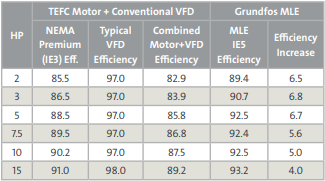 TEFC Motor + Conventional VFD Grundfos MLE
HP NEMA Premium (IE3) Eff. Typical VFD Efficiency Combined Motor+VFD Efficiency MLE IE5 Efficiency Efficiency Increase
2 85.5 97.0 82.9 89.4 6.5
3 86.5 97.0 83.9 90.7 6.8
5 88.5 97.0 85.8 92.5 6.7
7.5 89.5 97.0 86.8 92.4 5.6
10 90.2 97.0 87.5 92.5 5.0
15 91.0 98.0 89.2 93.2 4.0